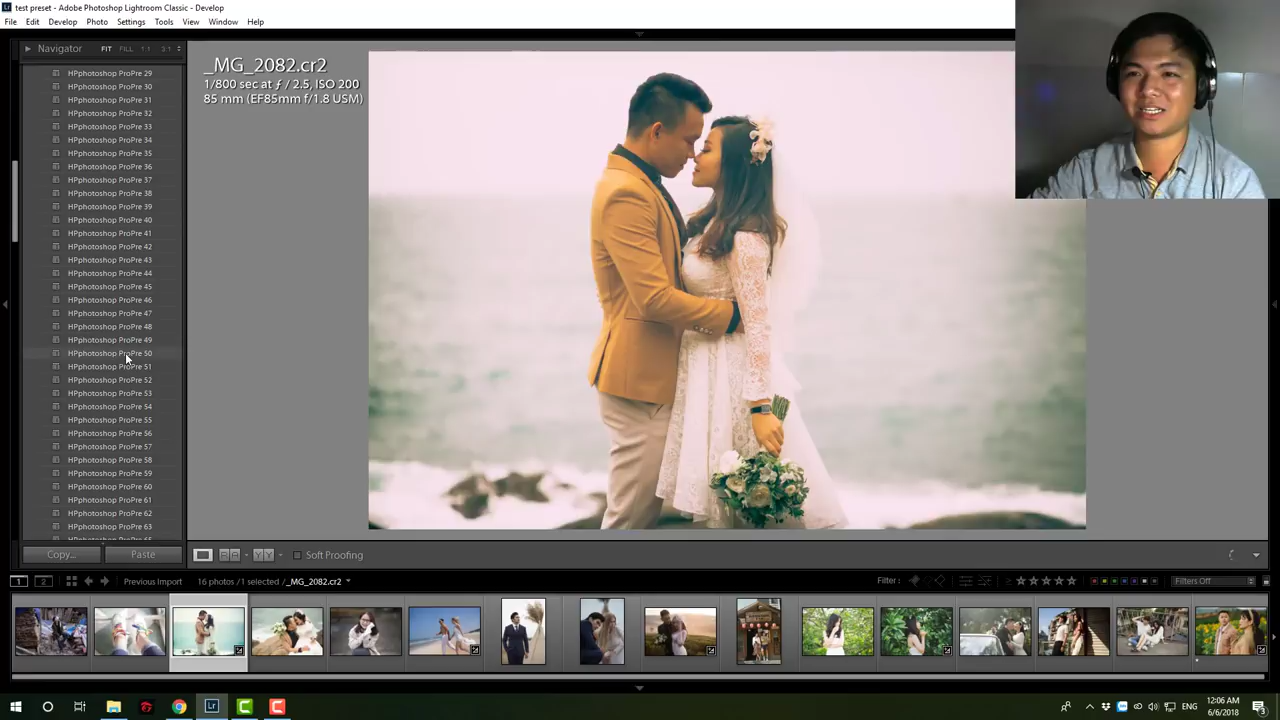 test preset - Adobe Photoshop Lightroom Classic - Develop
File Edit Develop Photo Settings Tools View Window Help
Navigator FIT FILL 1:1 3:1
HPphotoshop ProPre 29
HPphotoshop ProPre 30
HPphotoshop ProPre 31
HPphotoshop ProPre 32
HPphotoshop ProPre 33
HPphotoshop ProPre 34
HPphotoshop ProPre 35
HPphotoshop ProPre 36
HPphotoshop ProPre 37
HPphotoshop ProPre 38
HPphotoshop ProPre 39
HPphotoshop ProPre 40
HPphotoshop ProPre 41
HPphotoshop ProPre 42
HPphotoshop ProPre 43
HPphotoshop ProPre 44
HPphotoshop ProPre 45
HPphotoshop ProPre 46
HPphotoshop ProPre 47
HPphotoshop ProPre 48
HPphotoshop ProPre 49
HPphotoshop ProPre 50
HPphotoshop ProPre 51
HPphotoshop ProPre 52
HPphotoshop ProPre 53
HPphotoshop ProPre 54
HPphotoshop ProPre 55
HPphotoshop ProPre 56
HPphotoshop ProPre 57
HPphotoshop ProPre 58
HPphotoshop ProPre 59
HPphotoshop ProPre 60
HPphotoshop ProPre 61
HPphotoshop ProPre 62
HPphotoshop ProPre 63
_MG_2082.cr2
1/800 sec at ƒ / 2.5, ISO 200
85 mm (EF85mm f/1.8 USM)
Copy... Paste
Soft Proofing
1 2 Previous Import 16 photos / 1 selected / _MG_2082.cr2
Filter : Filters Off
Lr
ENG
12:06 AM
6/6/2018
3